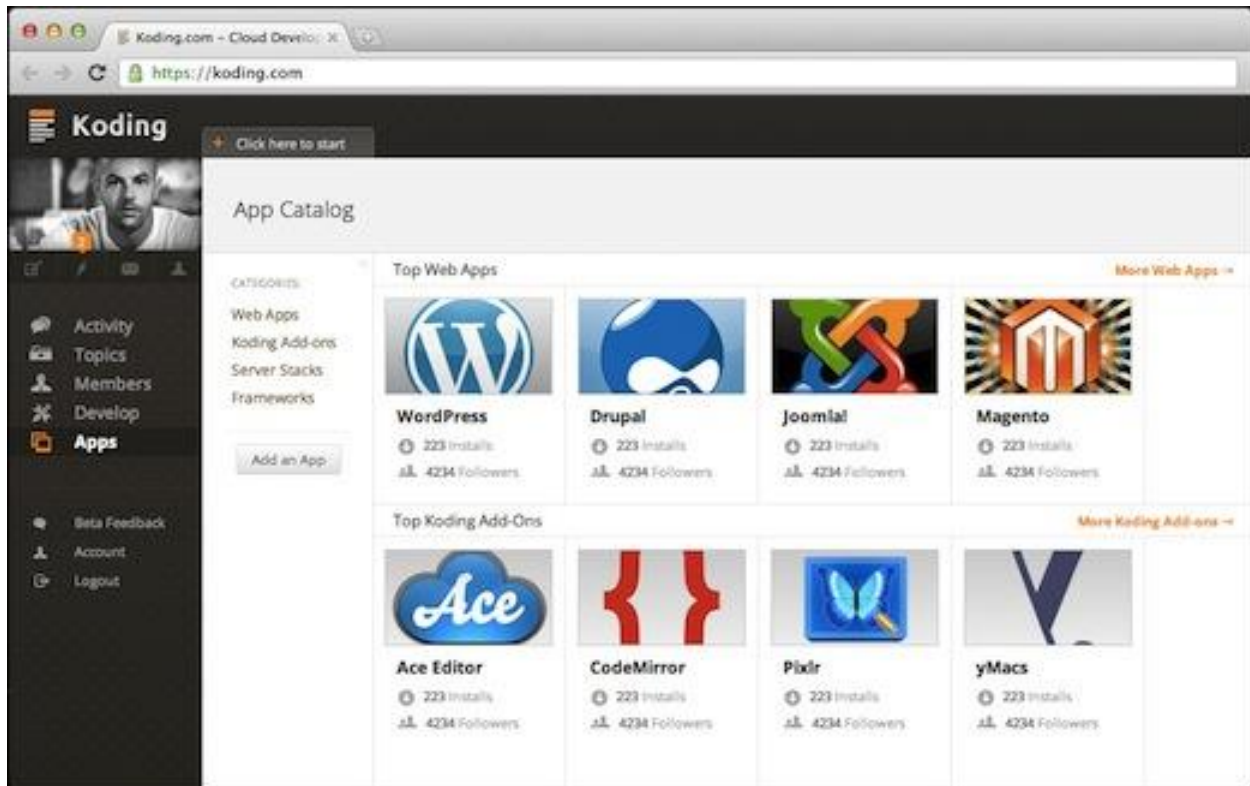 Koding.com – Cloud Develop
https://koding.com
Koding
Click here to start
2
App Catalog
Activity
Topics
Members
Develop
Apps
Beta Feedback
Account
Logout
CATEGORIES
Web Apps
Koding Add-ons
Server Stacks
Frameworks
Add an App
Top Web Apps
More Web Apps →
WordPress
223 Installs
4234 Followers
Drupal
223 Installs
4234 Followers
Joomla!
223 Installs
4234 Followers
Magento
223 Installs
4234 Followers
Top Koding Add-Ons
More Koding Add-ons →
Ace
Ace Editor
223 Installs
4234 Followers
CodeMirror
223 Installs
4234 Followers
Pixlr
223 Installs
4234 Followers
yMacs
223 Installs
4234 Followers